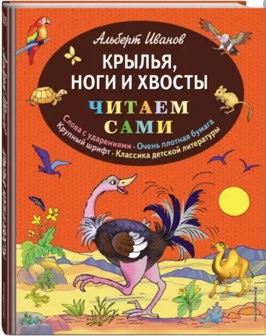 Альберт Иванов
КРЫЛЬЯ,
НОГИ И ХВОСТЫ
ЧИТАЕМ
САМИ
Слова с ударениями · Очень плотная бумага
Крупный шрифт · Классика детской литературы